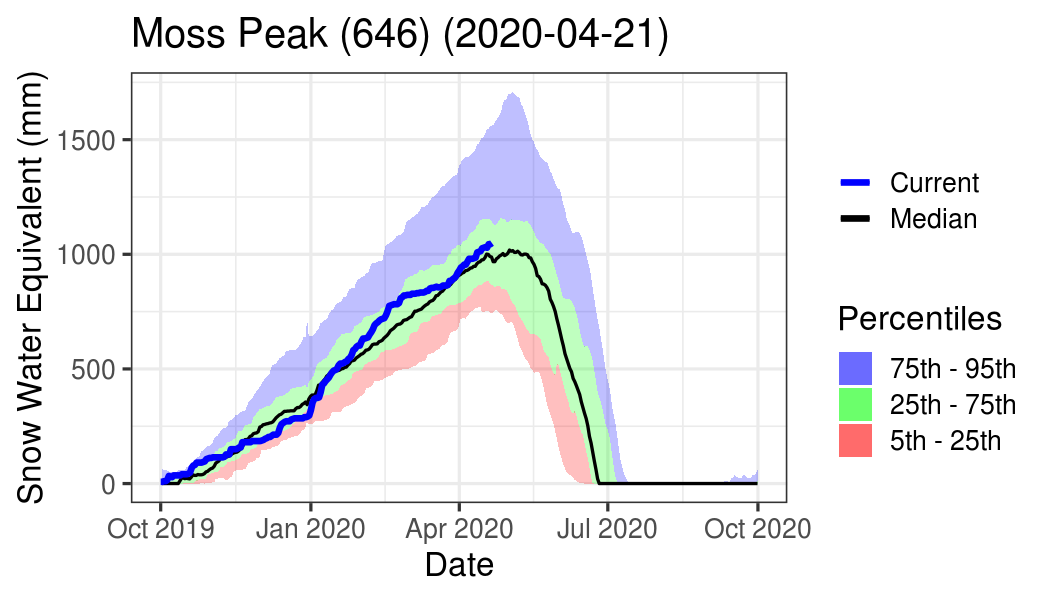 Moss Peak (646) (2020-04-21)
Snow Water Equivalent (mm)
1500
1000
500
0
Oct 2019
Jan 2020
Apr 2020
Jul 2020
Oct 2020
Date
Current
Median
Percentiles
75th - 95th
25th - 75th
5th - 25th